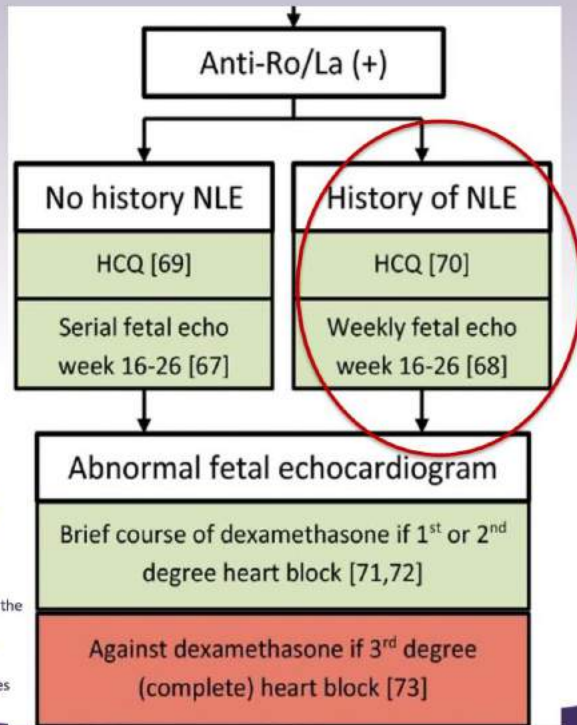 Anti-Ro/La (+)
No history NLE
HCQ [69]
Serial fetal echo
week 16-26 [67]
History of NLE
HCQ [70]
Weekly fetal echo
week 16-26 [68]
Abnormal fetal echocardiogram
Brief course of dexamethasone if 1st or 2nd
degree heart block [71,72]
the
Against dexamethasone if 3rd degree
(complete) heart block [73]